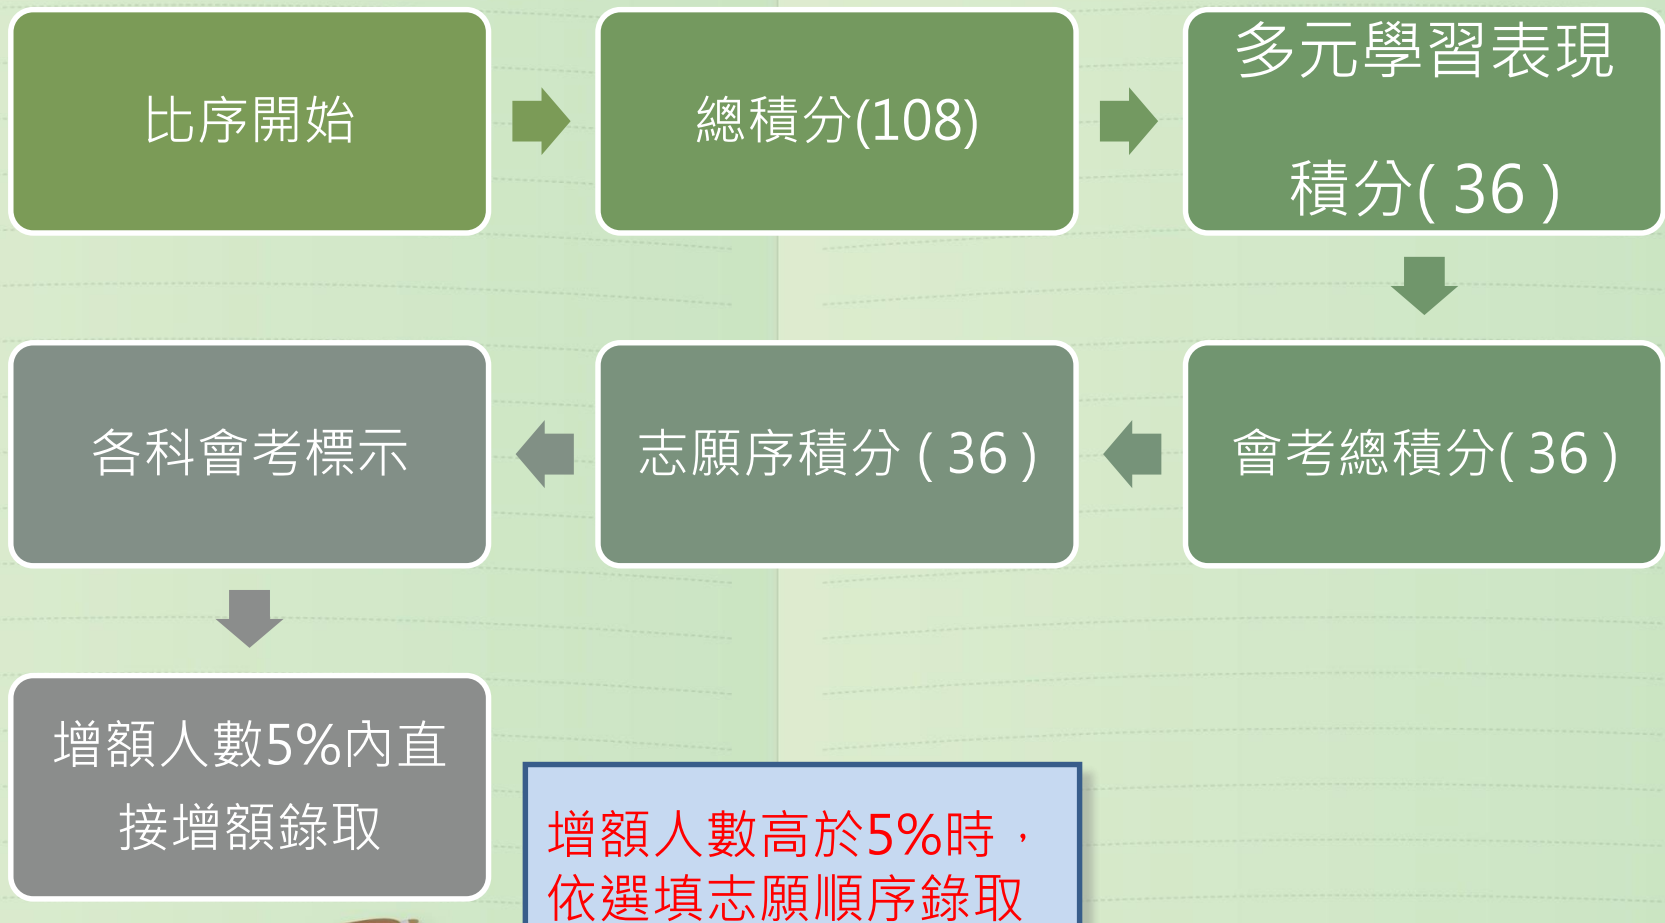 比序開始
總積分(108)
多元學習表現
積分( 36 )
會考總積分( 36 )
志願序積分 ( 36 )
各科會考標示
增額人數5%內直
接增額錄取
增額人數高於5%時，
依選填志願順序錄取